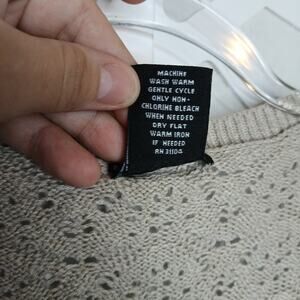 MACHINE
WASH WARM
GENTLE CYCLE
ONLY NON-
CHLORINE BLEACH
WHEN NEEDED
DRY FLAT
WARM IRON
IF NEEDED
RN 31104